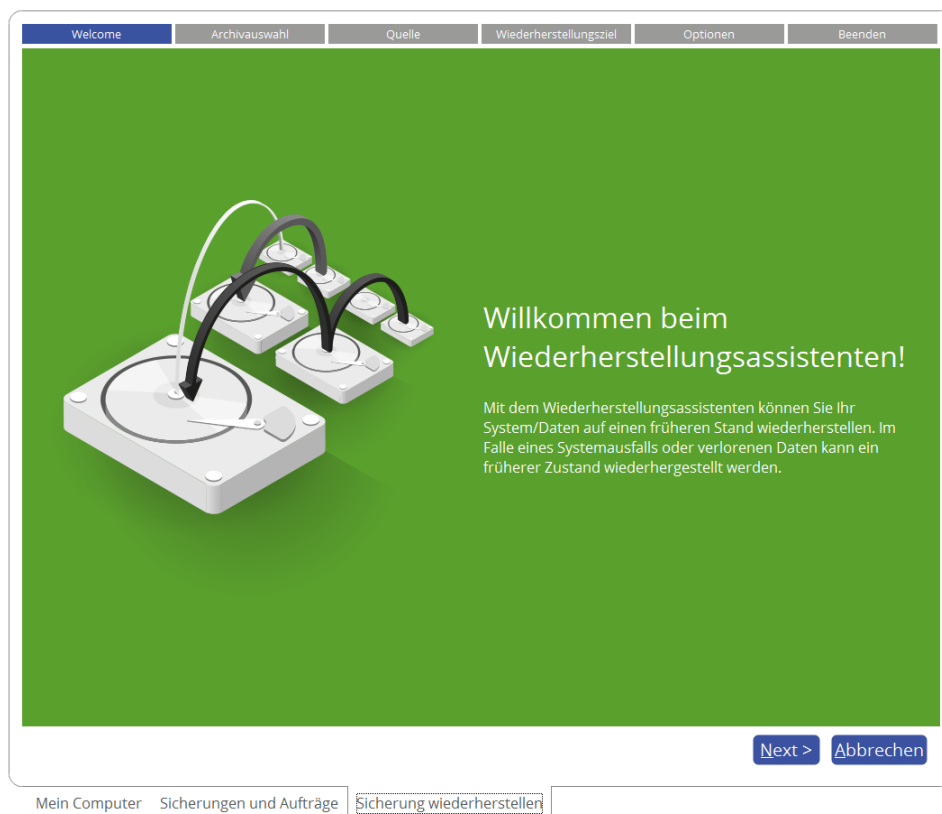 Welcome Archivauswahl Quelle Wiederherstellungsziel Optionen Beenden
Willkommen beim
Wiederherstellungsassistenten!
Mit dem Wiederherstellungsassistenten können Sie Ihr
System/Daten auf einen früheren Stand wiederherstellen. Im
Falle eines Systemausfalls oder verlorenen Daten kann ein
früherer Zustand wiederhergestellt werden.
Next > Abbrechen
Mein Computer Sicherungen und Aufträge Sicherung wiederherstellen